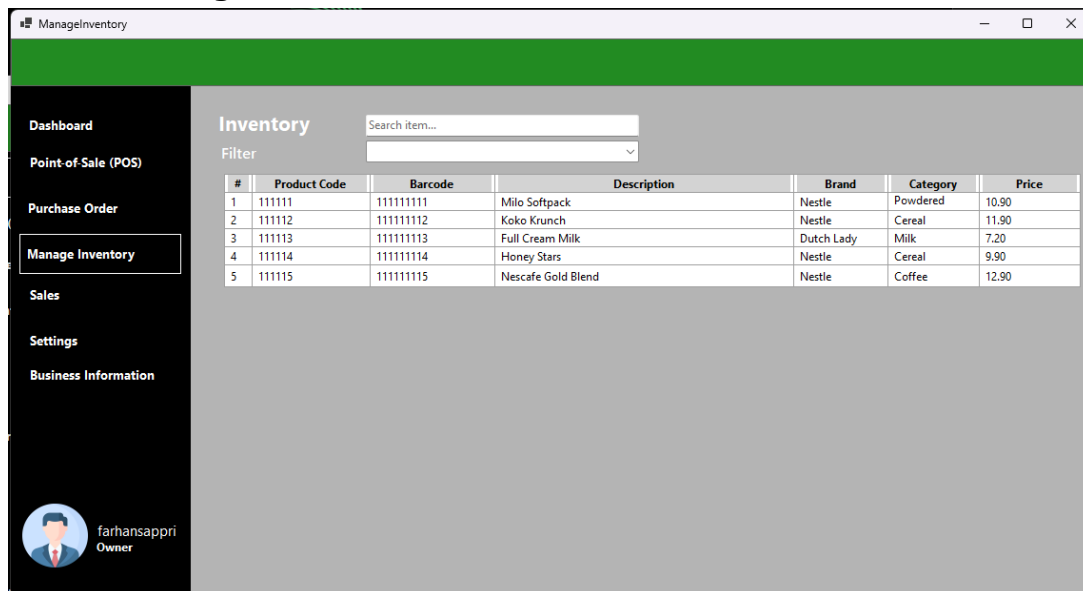 ManageInventory
Dashboard
Point-of-Sale (POS)
Purchase Order
Manage Inventory
Sales
Settings
Business Information
farhansappri
Owner
Inventory
Search item...
Filter
# Product Code Barcode Description Brand Category Price
1 111111 111111111 Milo Softpack Nestle Powdered 10.90
2 111112 111111112 Koko Krunch Nestle Cereal 11.90
3 111113 111111113 Full Cream Milk Dutch Lady Milk 7.20
4 111114 111111114 Honey Stars Nestle Cereal 9.90
5 111115 111111115 Nescafe Gold Blend Nestle Coffee 12.90